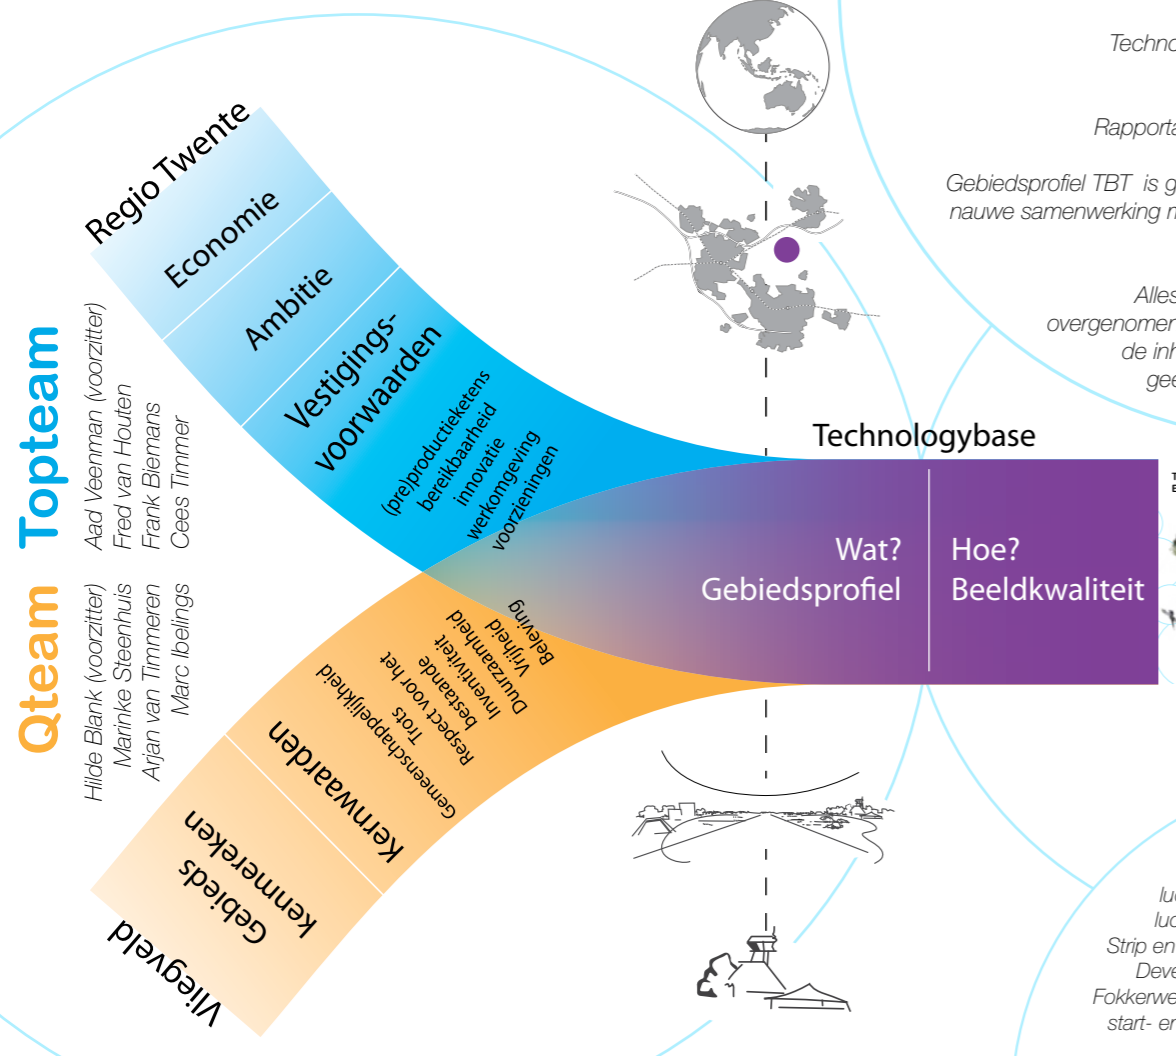 Regio Twente
Economie
Ambitie
Vestigings-
voorwaarden
(pre)productieketens
bereikbaarheid
innovatie
werkomgeving
voorzieningen
Topteam
Aad Veenman (voorzitter)
Fred van Houten
Frank Biemans
Cees Timmer
Qteam
Hilde Blank (voorzitter)
Marinke Steenhuis
Arjan van Timmeren
Marc Ibelings
Beleving
Vrijheid
Duurzaamheid
Inventiviteit
Respect voor het
bestaande
Trots
Gemeenschappelijkheid
Kernwaarden
Gebieds
kenmereken
Vliegveld
Technologybase
Wat?
Gebiedsprofiel
Hoe?
Beeldkwaliteit
Techno
Rapporta
Gebiedsprofiel TBT is g
nauwe samenwerking
Alles
overgenomen
de inh
gee
luc
Strip en
Deve
Fokkerwe
start- en